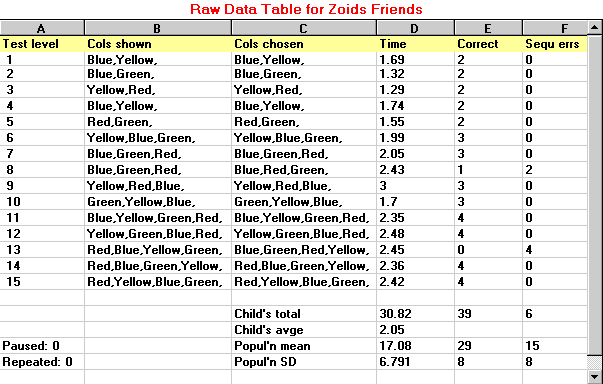 Raw Data Table for Zoids Friends
A B C D E F
Test level Cols shown Cols chosen Time Correct Sequ errs
1 Blue,Yellow, Blue,Yellow, 1.69 2 0
2 Blue,Green, Blue,Green, 1.32 2 0
3 Yellow,Red, Yellow,Red, 1.29 2 0
4 Blue,Yellow, Blue,Yellow, 1.74 2 0
5 Red,Green, Red,Green, 1.55 2 0
6 Yellow,Blue,Green, Yellow,Blue,Green, 1.99 3 0
7 Blue,Green,Red, Blue,Green,Red, 2.05 3 0
8 Blue,Green,Red, Blue,Red,Green, 2.43 1 2
9 Yellow,Red,Blue, Yellow,Red,Blue, 3 3 0
10 Green,Yellow,Blue, Green,Yellow,Blue, 1.7 3 0
11 Blue,Yellow,Green,Red, Blue,Yellow,Green,Red, 2.35 4 0
12 Yellow,Green,Blue,Red, Yellow,Green,Blue,Red, 2.48 4 0
13 Red,Blue,Yellow,Green, Blue,Green,Red,Yellow, 2.45 0 4
14 Red,Blue,Green,Yellow, Red,Blue,Green,Yellow, 2.36 4 0
15 Red,Yellow,Blue,Green, Red,Yellow,Blue,Green, 2.42 4 0
Child's total 30.82 39 6
Child's avge 2.05
Paused: 0 Popul'n mean 17.08 29 15
Repeated: 0 Popul'n SD 6.791 8 8